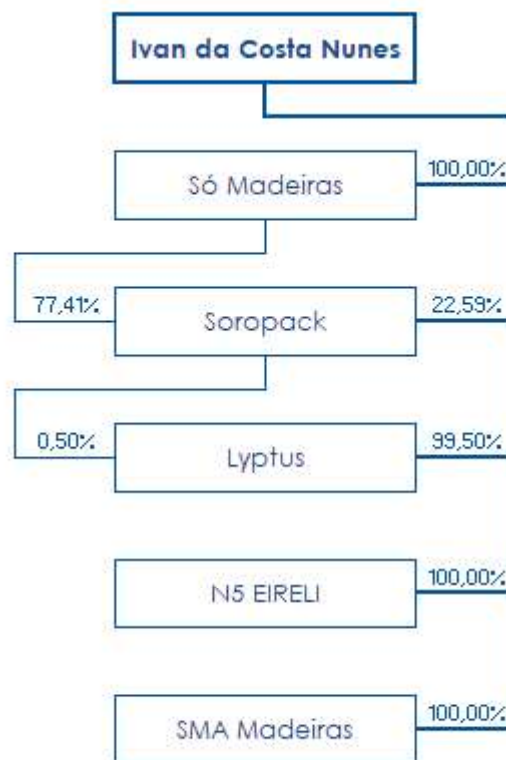 Ivan da Costa Nunes
Só Madeiras 100,00%
77,41% Soropack 22,59%
0,50% Lyptus 99,50%
N5 EIRELI 100,00%
SMA Madeiras 100,00%